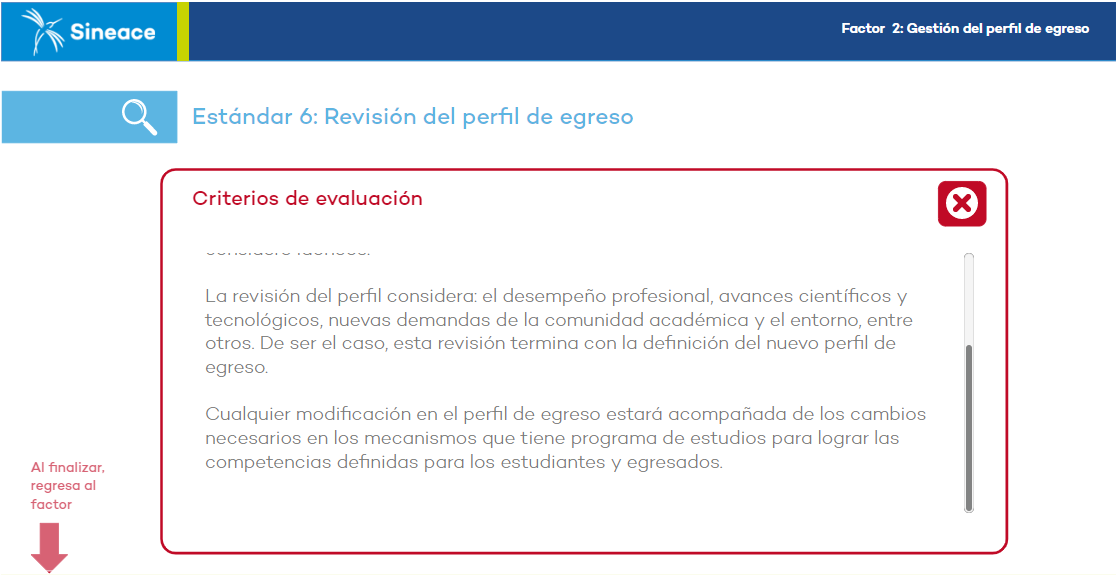 Sineace
Factor 2: Gestión del perfil de egreso
Estándar 6: Revisión del perfil de egreso
Criterios de evaluación
La revisión del perfil considera: el desempeño profesional, avances científicos y
tecnológicos, nuevas demandas de la comunidad académica y el entorno, entre
otros. De ser el caso, esta revisión termina con la definición del nuevo perfil de
egreso.
Cualquier modificación en el perfil de egreso estará acompañada de los cambios
necesarios en los mecanismos que tiene programa de estudios para lograr las
competencias definidas para los estudiantes y egresados.
Al finalizar,
regresa al
factor